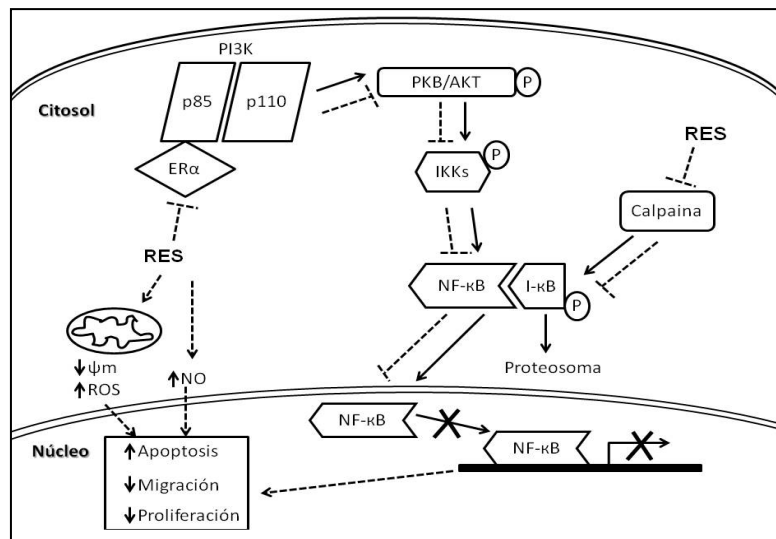 PI3K
p85
p110
PKB/AKT
P
Citosol
ERα
IKKs
P
RES
Calpaina
RES
NF-κB
I-κB
P
Proteosoma
ψm
ROS
NO
NF-κB
NF-κB
Núcleo
Apoptosis
Migración
Proliferación